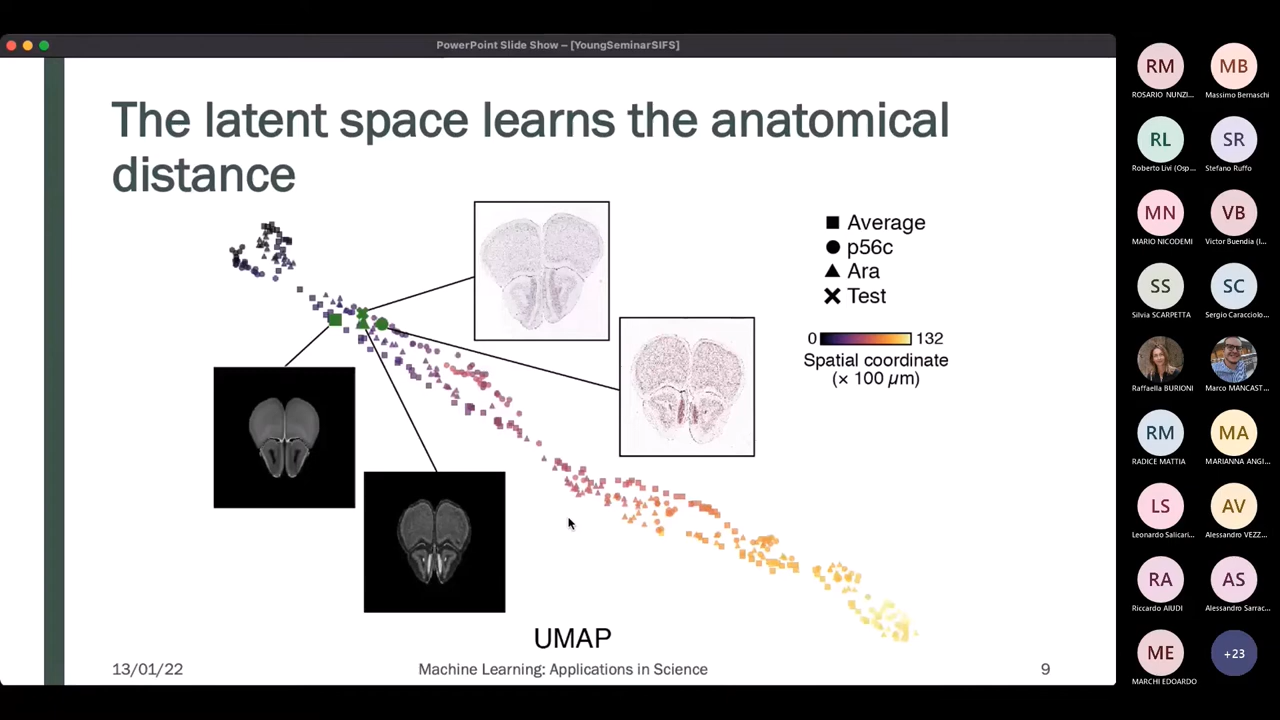 PowerPoint Slide Show – [YoungSeminarSIFS]
The latent space learns the anatomical
distance
Average
p56c
Ara
Test
0 132
Spatial coordinate
(× 100 µm)
UMAP
13/01/22 Machine Learning: Applications in Science 9
RM MB
ROSARIO NUNZI... Massimo Bernaschi
RL SR
Roberto Livi (Osp... Stefano Ruffo
MN VB
MARIO NICODEMI Victor Buendia (I...
SS SC
Silvia SCARPETTA Sergio Caracciolo...
Raffaella BURIONI Marco MANCAST...
RM MA
RADICE MATTIA MARIANNA ANGI...
LS AV
Leonardo Salicari... Alessandro VEZZ...
RA AS
Riccardo AIUDI Alessandro Sarrac...
ME +23
MARCHI EDOARDO